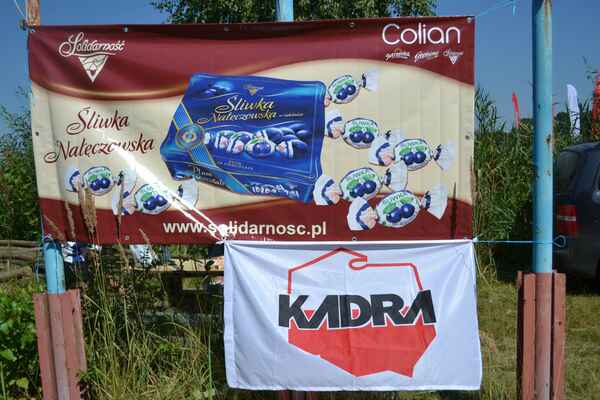 Solidarność
Colian
Śliwka
Nałęczowska
Śliwka
Nałęczowska
www.solidarnosc.pl
KADRA